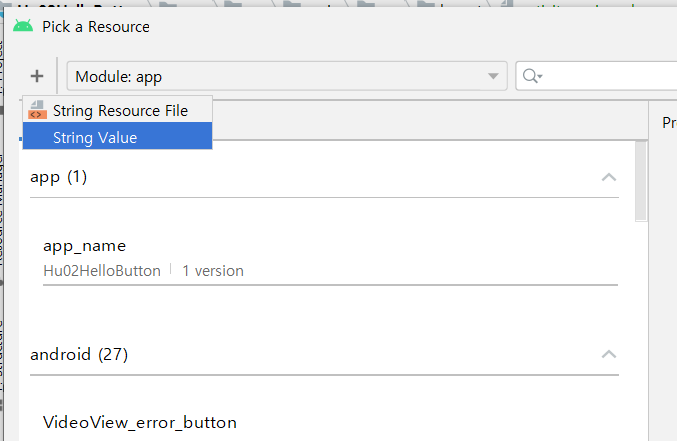 Pick a Resource
Module: app
String Resource File
String Value
Pr
app (1)
app_name
Hu02HelloButton 1 version
android (27)
VideoView_error_button